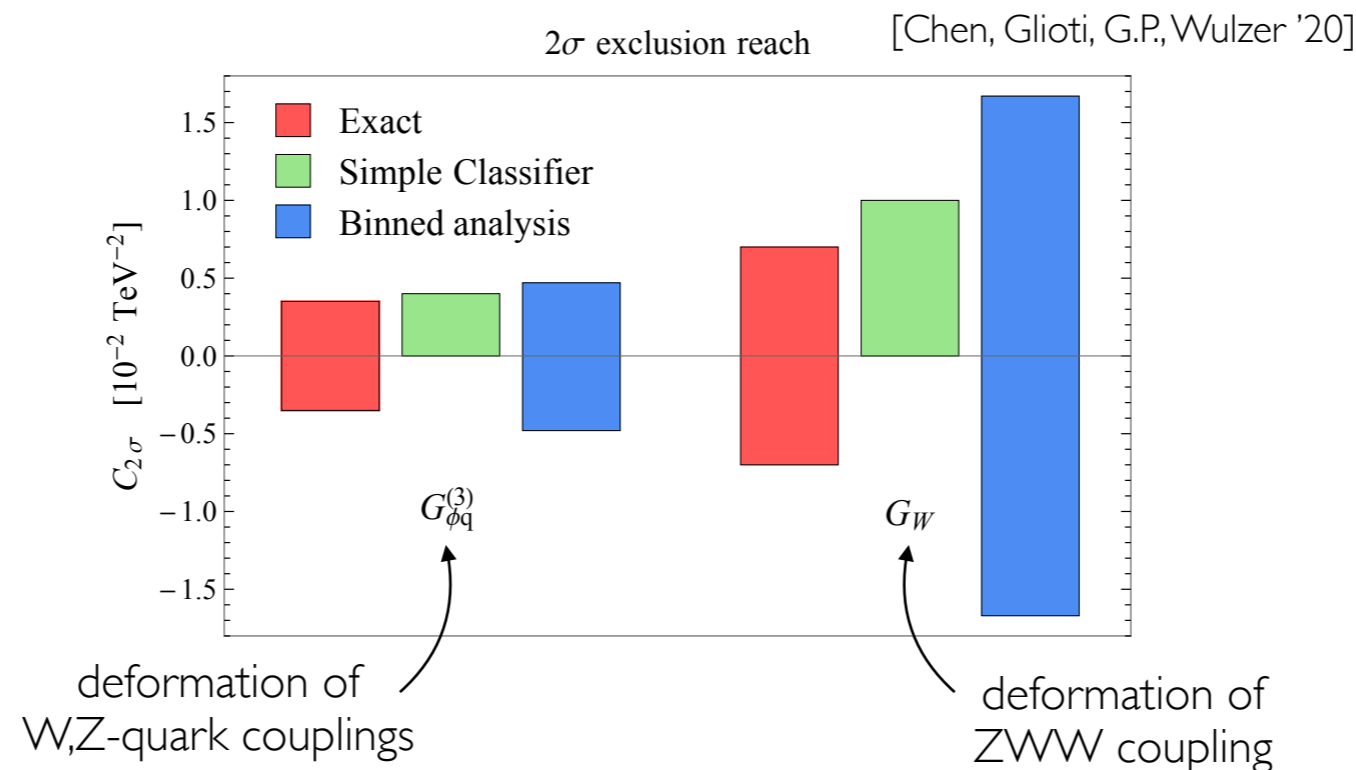 [Chen, Glioti, G.P., Wulzer ’20]
2σ exclusion reach
Exact
Simple Classifier
Binned analysis
C2σ [10⁻² TeV⁻²]
1.5
1.0
0.5
0.0
−0.5
−1.0
−1.5
G_{ϕq}^{(3)}
G_W
deformation of
W,Z-quark couplings
deformation of
ZWW coupling